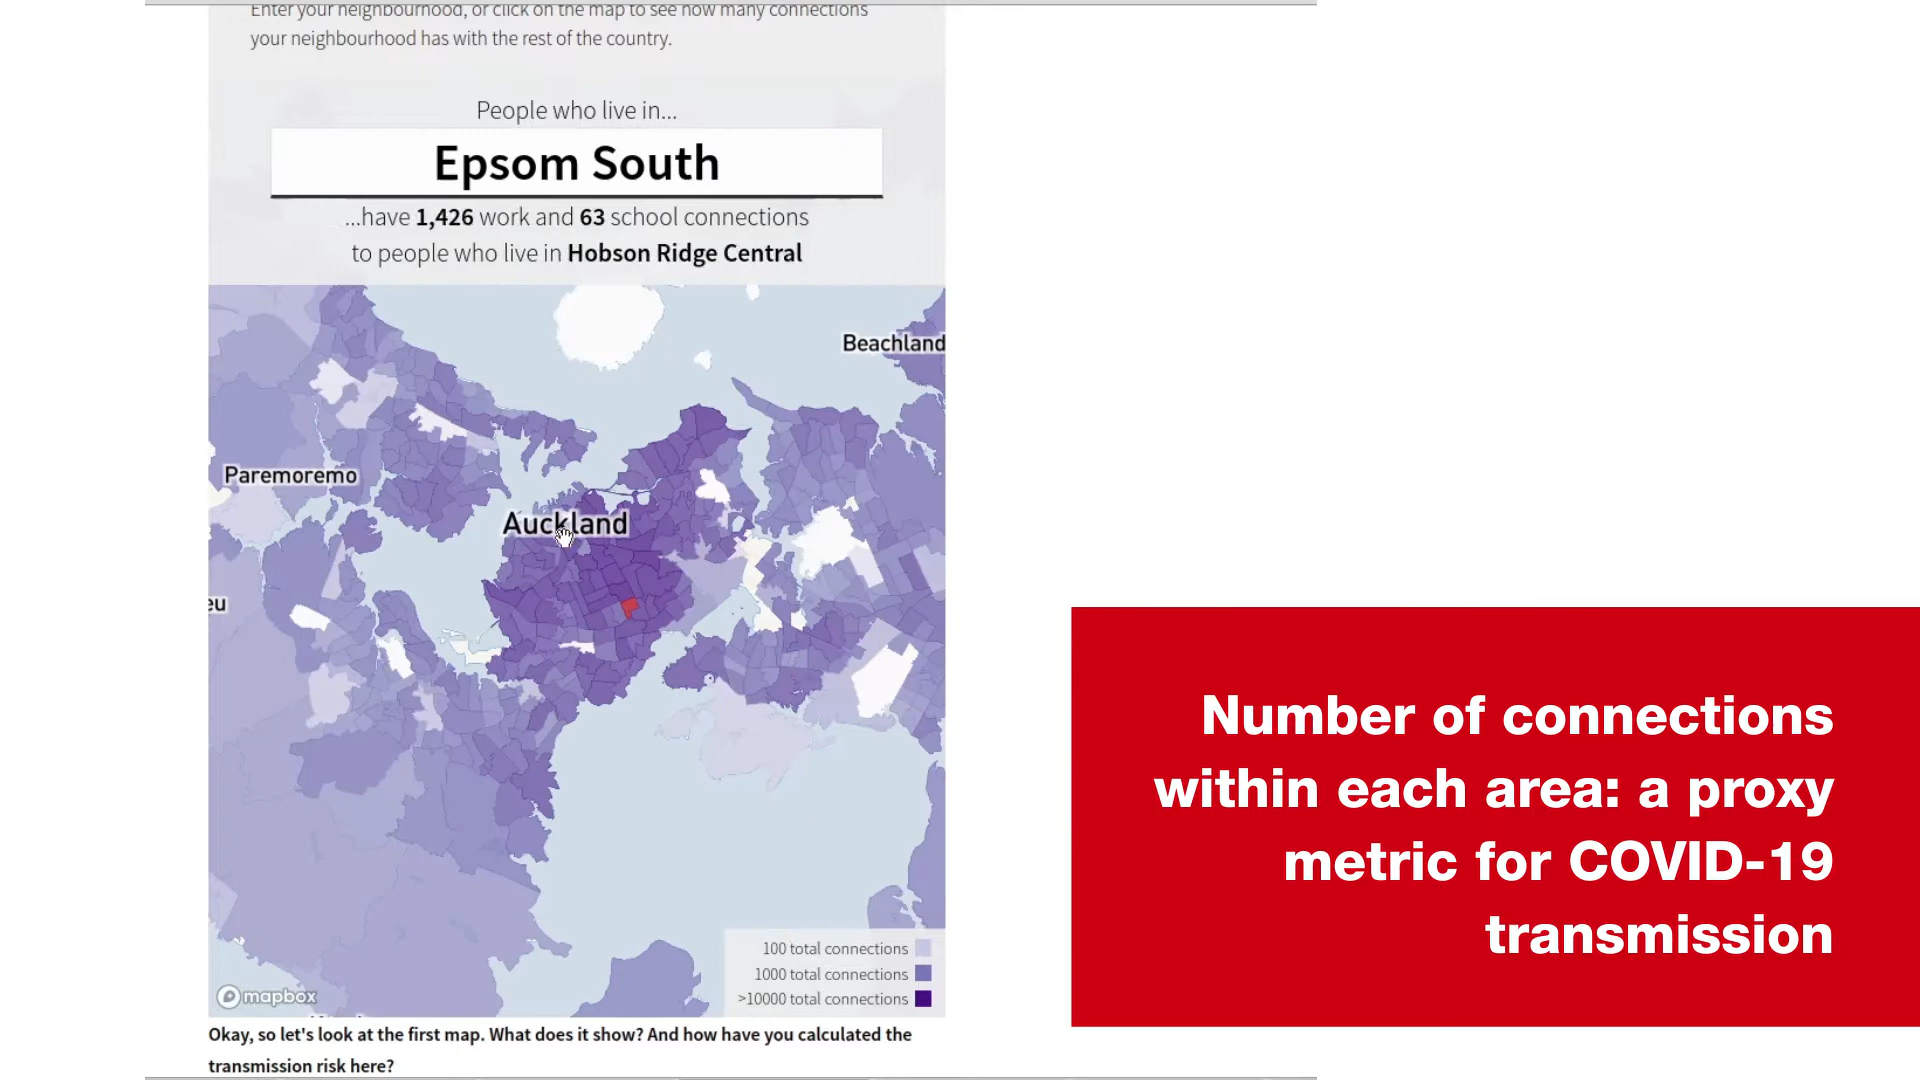 Enter your neighbourhood, or click on the map to see how many connections
your neighbourhood has with the rest of the country.
People who live in...
Epsom South
...have 1,426 work and 63 school connections
to people who live in Hobson Ridge Central
Beachland
Paremoremo
Auckland
eu
100 total connections
1000 total connections
>10000 total connections
mapbox
Okay, so let's look at the first map. What does it show? And how have you calculated the
transmission risk here?
Number of connections
within each area: a proxy
metric for COVID-19
transmission